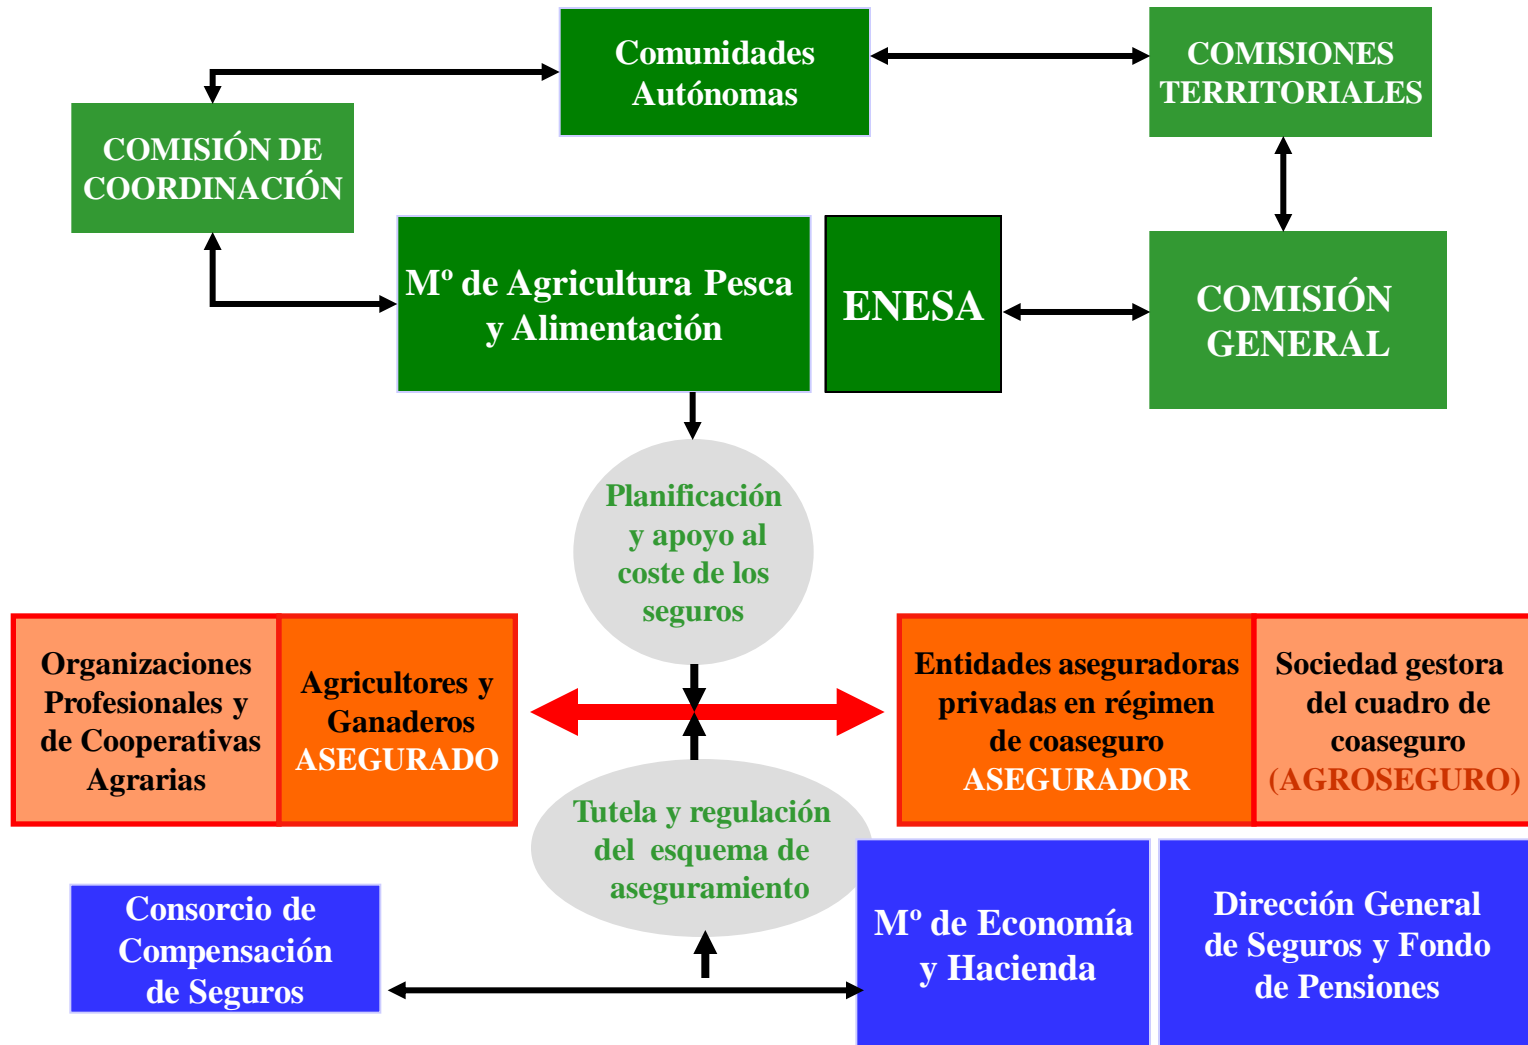 Comunidades
Autónomas
COMISIONES
TERRITORIALES
COMISIÓN DE
COORDINACIÓN
Mº de Agricultura Pesca
y Alimentación
ENESA
COMISIÓN
GENERAL
Planificación
y apoyo al
coste de los
seguros
Organizaciones
Profesionales y
de Cooperativas
Agrarias
Agricultores y
Ganaderos
ASEGURADO
Entidades aseguradoras
privadas en régimen
de coaseguro
ASEGURADOR
Sociedad gestora
del cuadro de
coaseguro
(AGROSEGURO)
Tutela y regulación
del esquema de
aseguramiento
Consorcio de
Compensación
de Seguros
Mº de Economía
y Hacienda
Dirección General
de Seguros y Fondo
de Pensiones